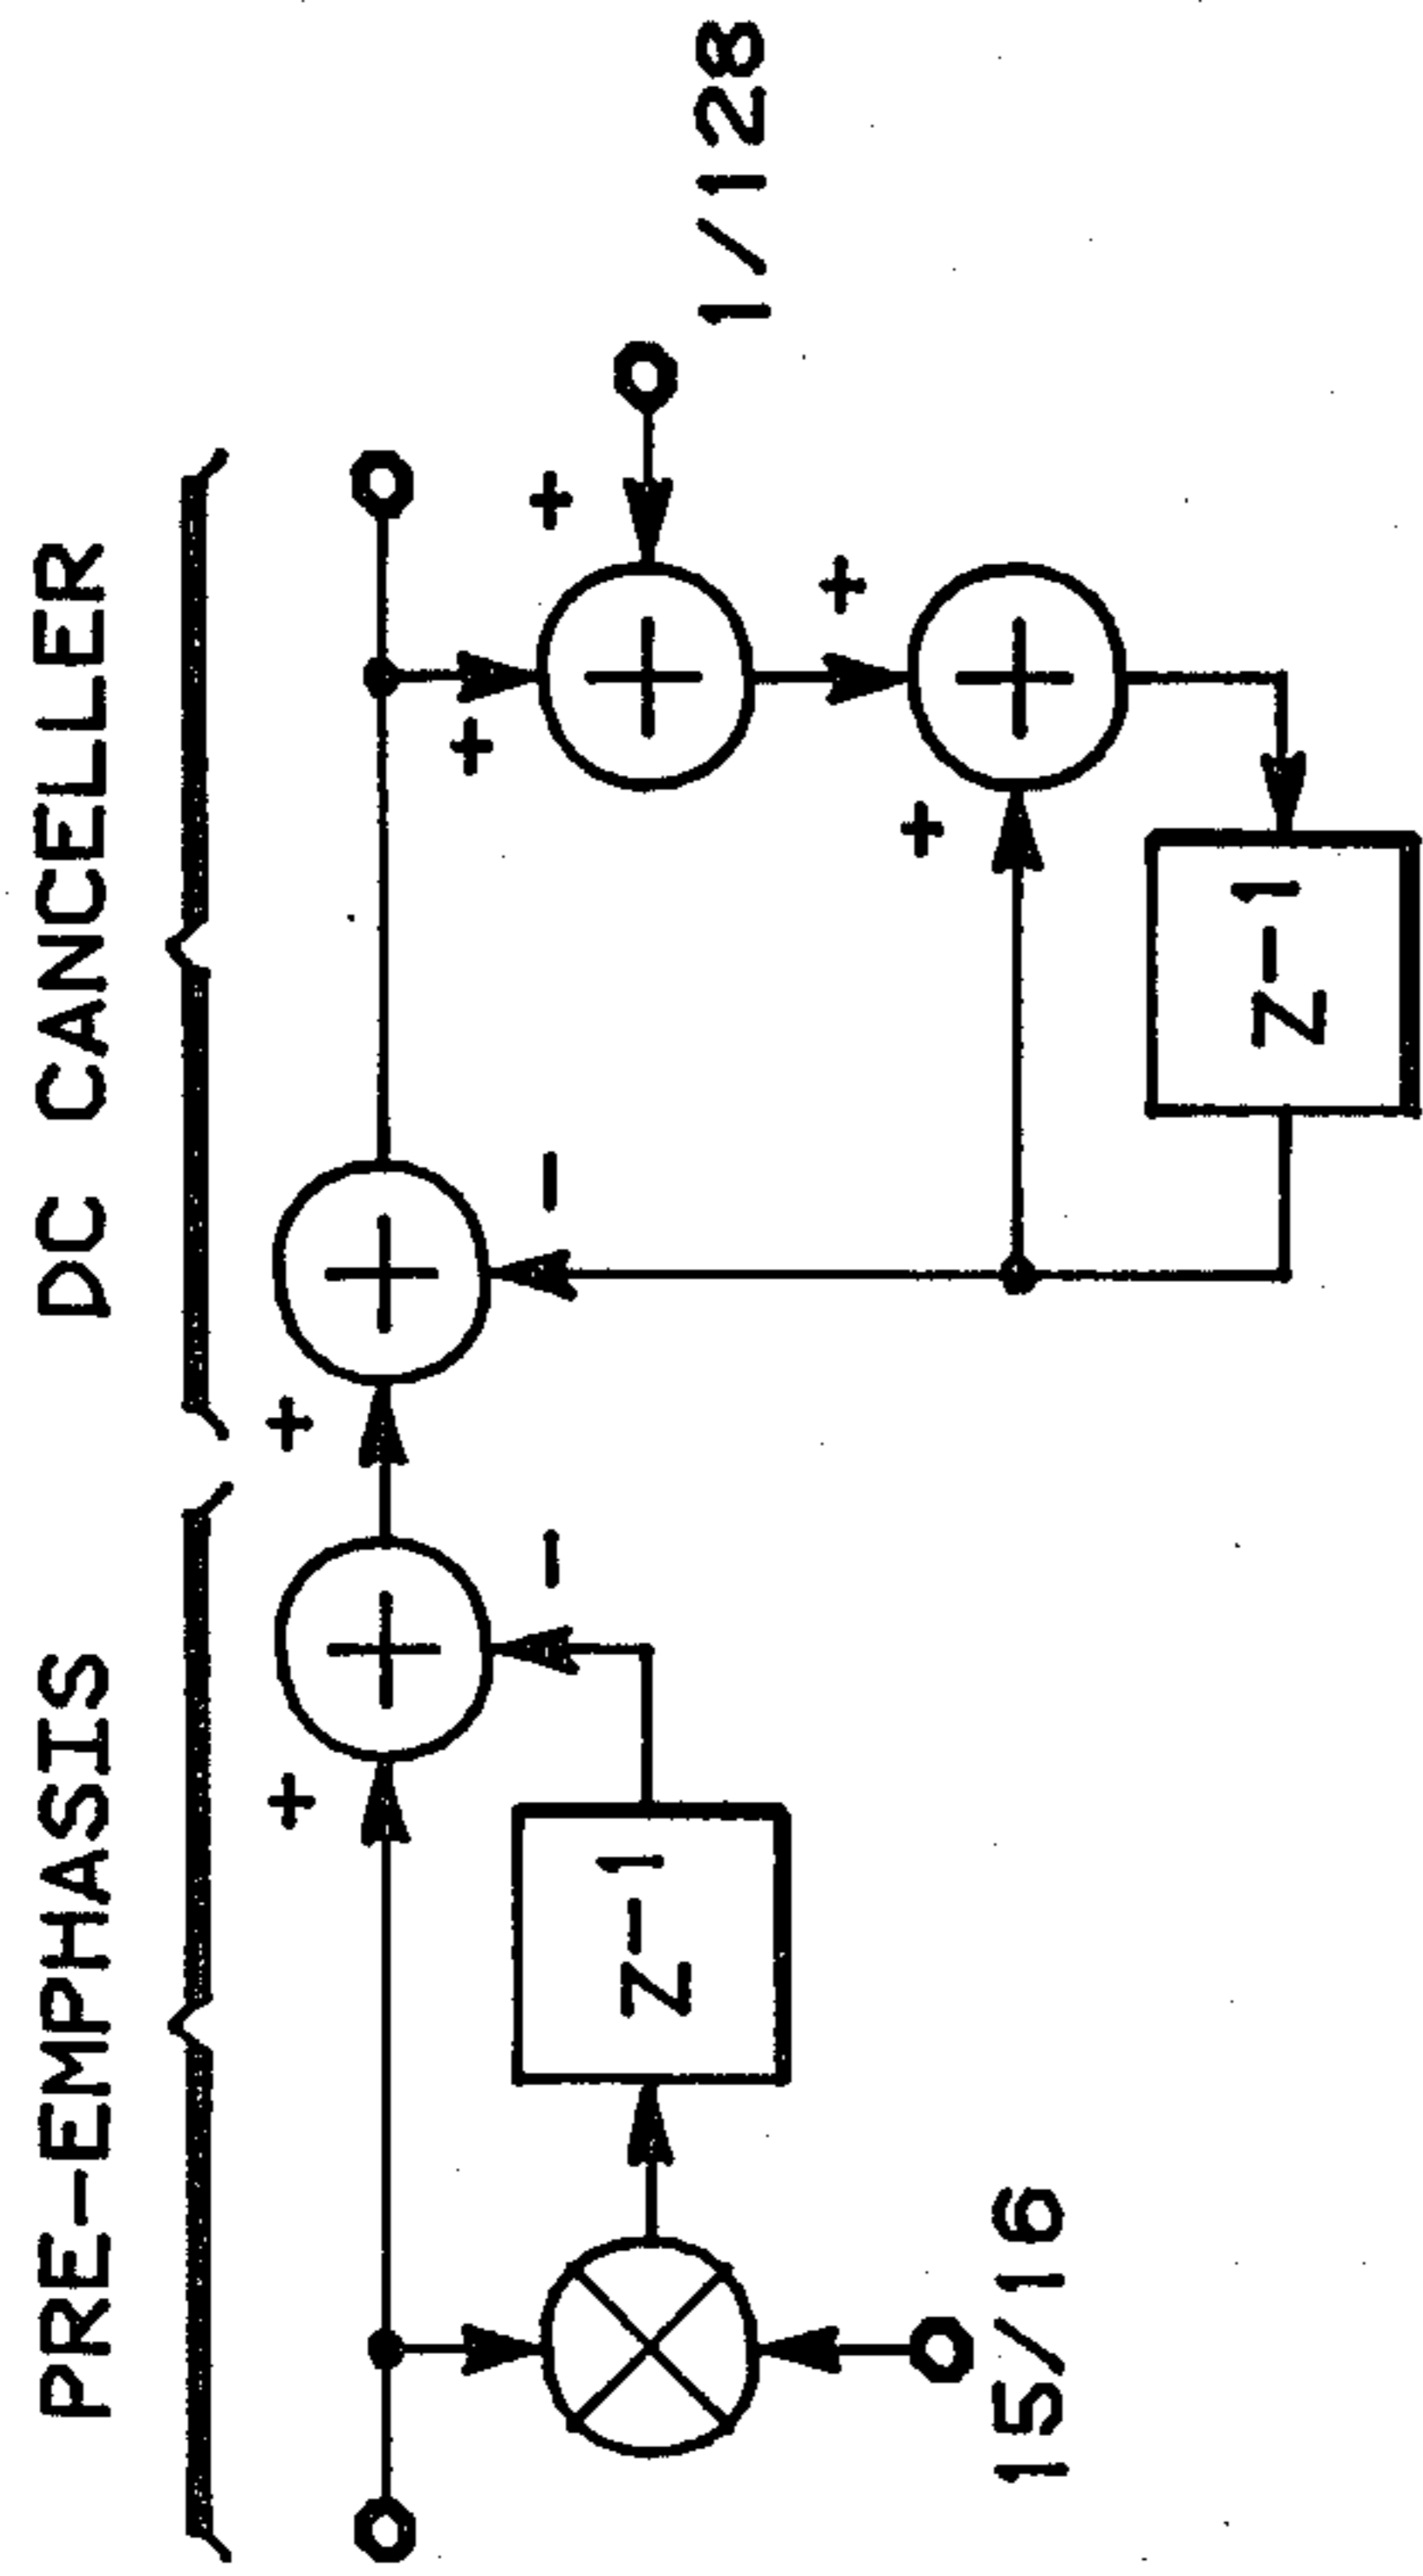 PRE-EMPHASIS
DC CANCELLER
+
+
−
−
+
+
+
+
Z-1
Z-1
15/16
1/128